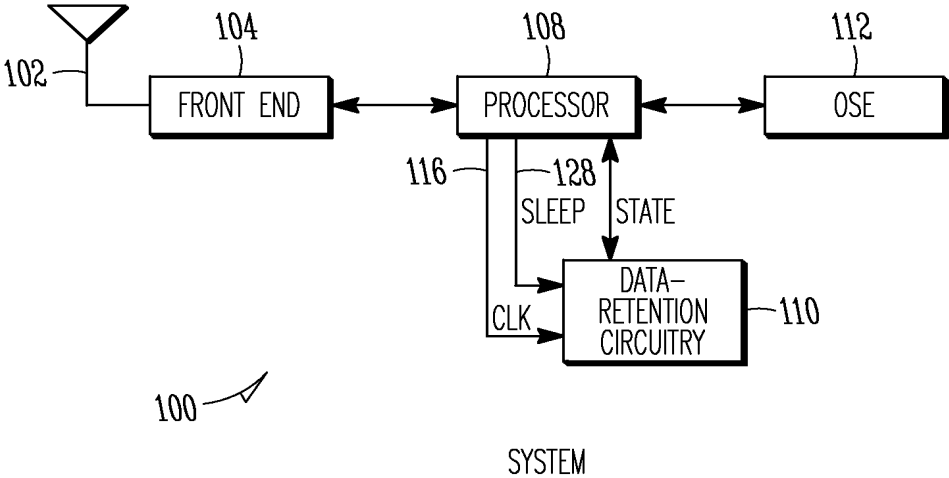 104
108
112
102
FRONT END
PROCESSOR
OSE
116
128
SLEEP
STATE
DATA-
RETENTION
CIRCUITRY
110
CLK
100
SYSTEM